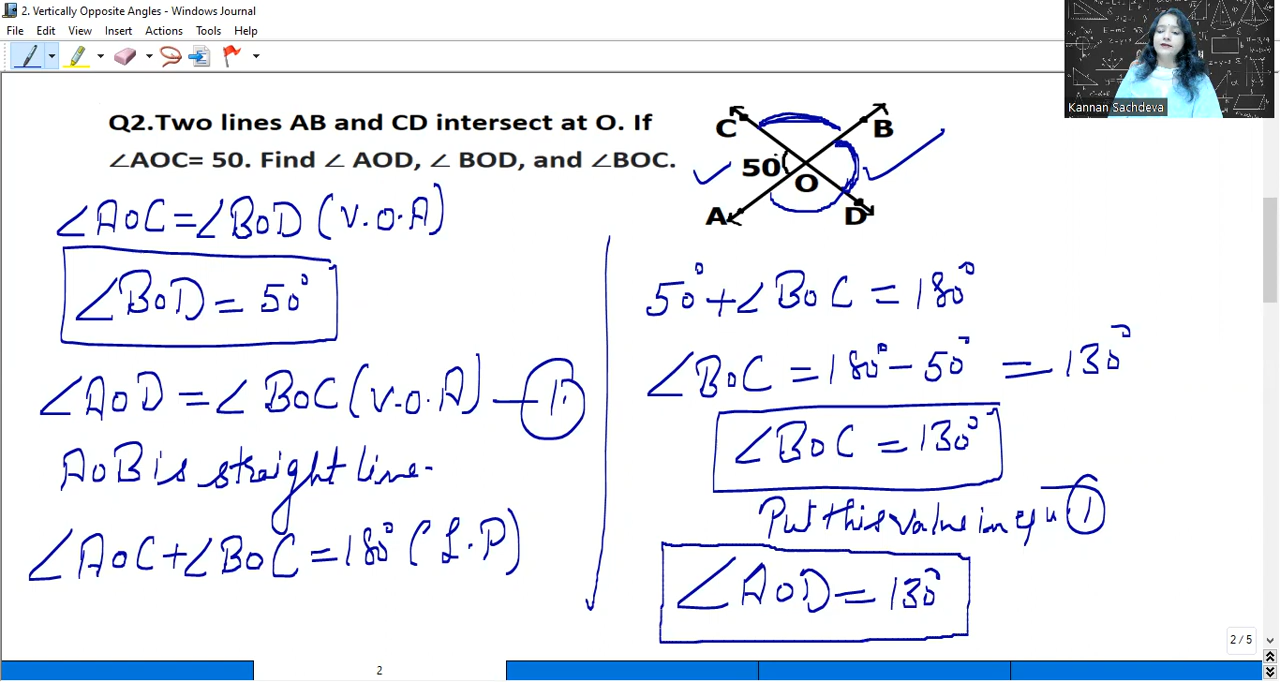 2. Vertically Opposite Angles - Windows Journal
File Edit View Insert Actions Tools Help
Kannan Sachdeva
Q2.Two lines AB and CD intersect at O. If
∠AOC= 50. Find ∠ AOD, ∠ BOD, and ∠BOC.
C B
50°
O
A D
∠AOC = ∠BOD (V.O.A)
∠BOD = 50°
∠AOD = ∠BOC (V.O.A) — ①
AOB is straight line.
∠AOC + ∠BOC = 180° (L.P)
50° + ∠BOC = 180°
∠BOC = 180° - 50° = 130°
∠BOC = 130°
Put this value in equ ①
∠AOD = 130°
2 / 5
2